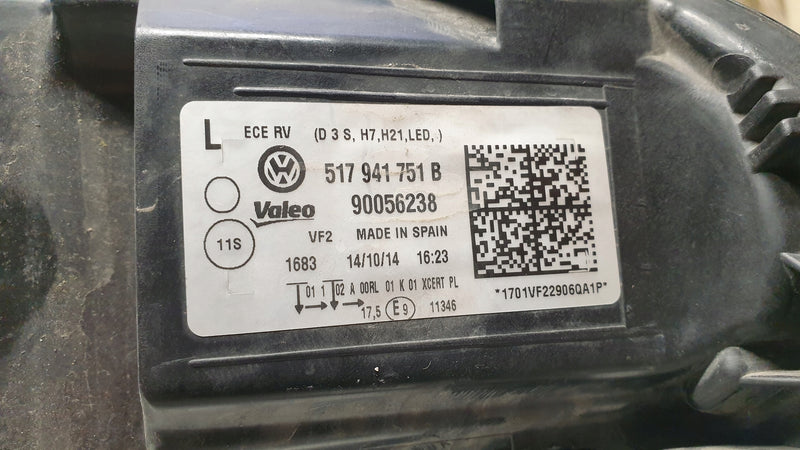 L ECE RV (D 3 S, H7,H21,LED, )
517 941 751 B
Valeo 90056238
11S
VF2 MADE IN SPAIN
1683 14/10/14 16:23
01 1 02 A 00RL 01 K 01 XCERT PL
17,5 E9 11346
*1701VF22906QA1P*